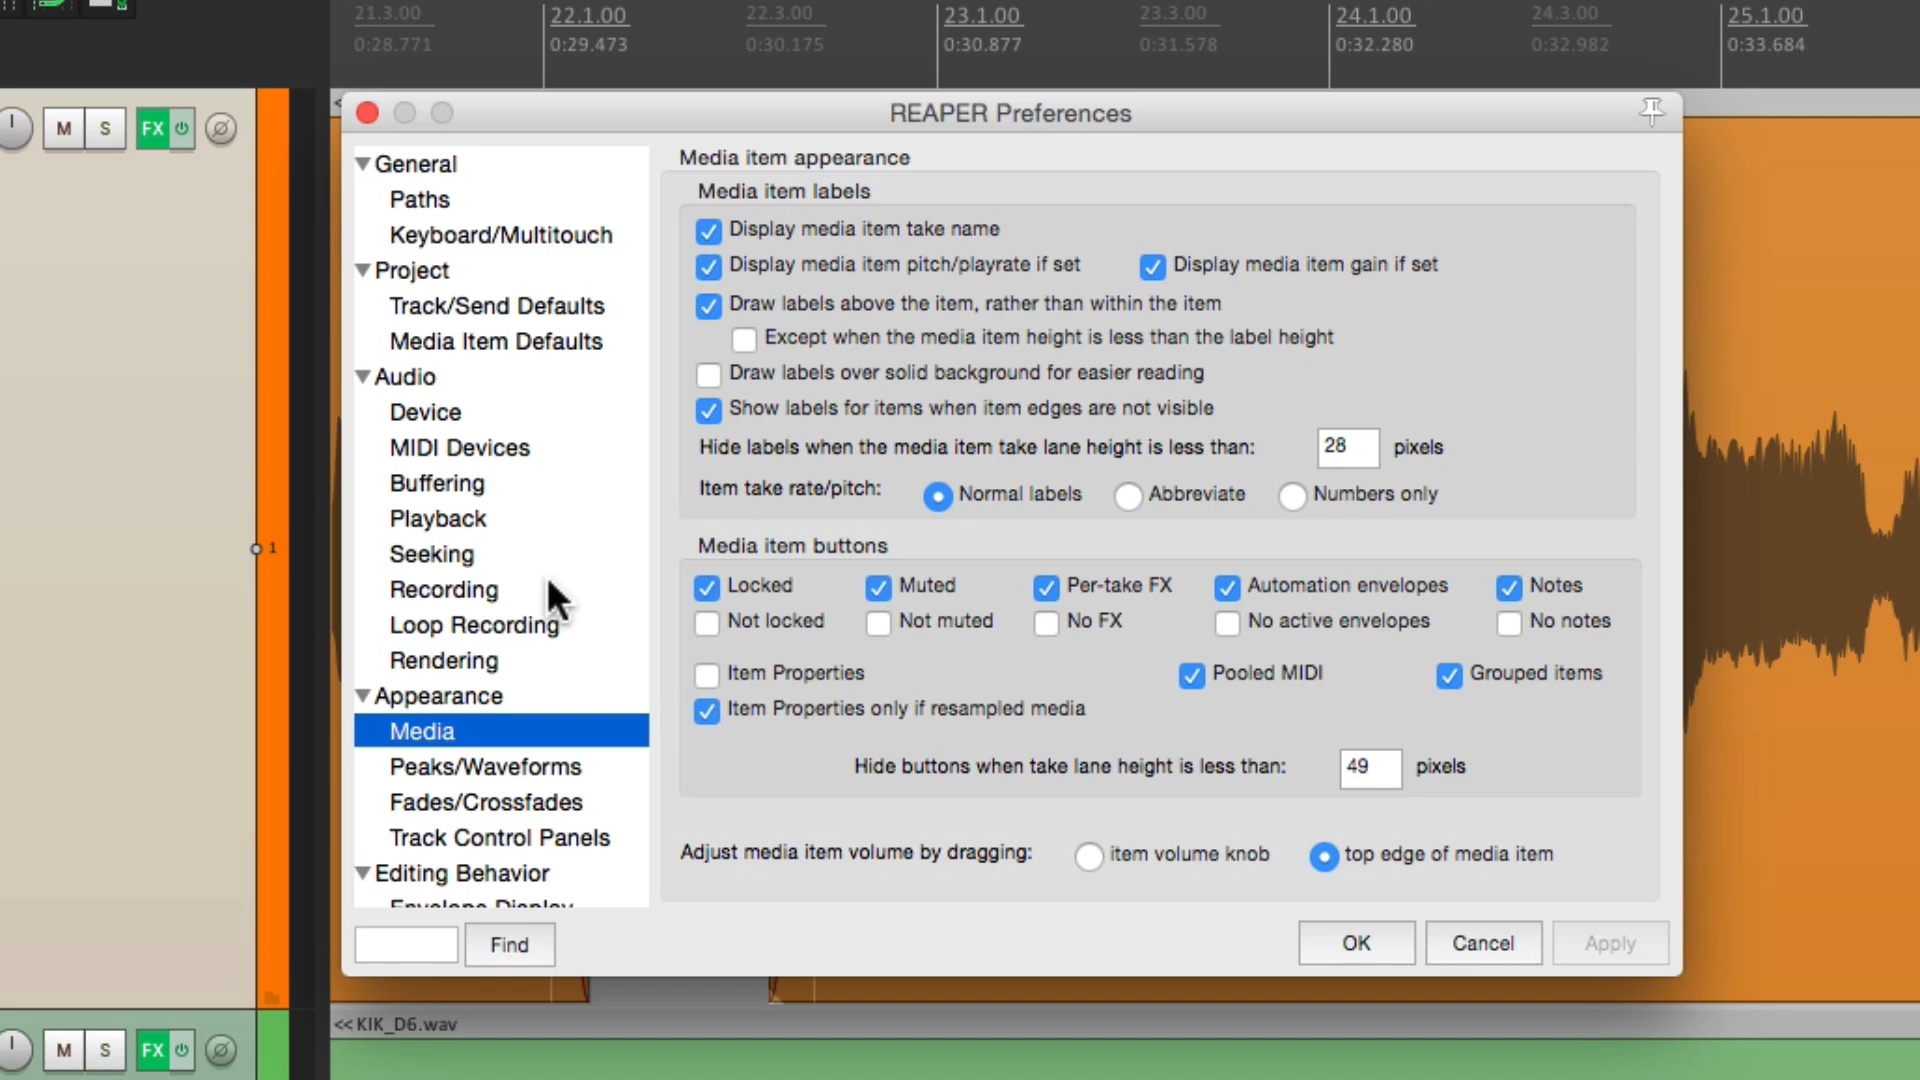 21.3.00 22.1.00 22.3.00 23.1.00 23.3.00 24.1.00 24.3.00 25.1.00
0:28.771 0:29.473 0:30.175 0:30.877 0:31.578 0:32.280 0:32.982 0:33.684
M S FX
REAPER Preferences
General
Paths
Keyboard/Multitouch
Project
Track/Send Defaults
Media Item Defaults
Audio
Device
MIDI Devices
Buffering
Playback
Seeking
Recording
Loop Recording
Rendering
Appearance
Media
Peaks/Waveforms
Fades/Crossfades
Track Control Panels
Editing Behavior
Envelope Display
Find
Media item appearance
Media item labels
Display media item take name
Display media item pitch/playrate if set Display media item gain if set
Draw labels above the item, rather than within the item
Except when the media item height is less than the label height
Draw labels over solid background for easier reading
Show labels for items when item edges are not visible
Hide labels when the media item take lane height is less than: 28 pixels
Item take rate/pitch: Normal labels Abbreviate Numbers only
Media item buttons
Locked Muted Per-take FX Automation envelopes Notes
Not locked Not muted No FX No active envelopes No notes
Item Properties Pooled MIDI Grouped items
Item Properties only if resampled media
Hide buttons when take lane height is less than: 49 pixels
Adjust media item volume by dragging: item volume knob top edge of media item
OK Cancel Apply
1
<<KIK_D6.wav
M S FX